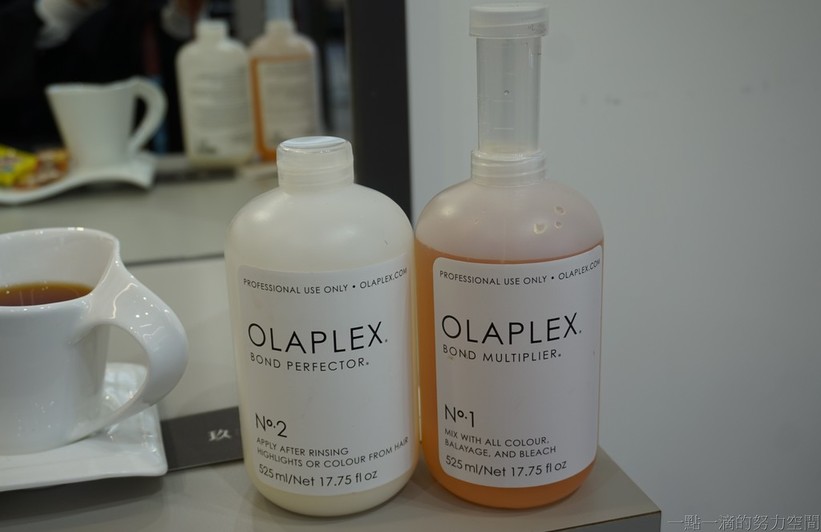 PROFESSIONAL USE ONLY • OLAPLEX.COM
OLAPLEX®
BOND PERFECTOR®
Nº.2
APPLY AFTER RINSING
HIGHLIGHTS OR COLOUR FROM HAIR
525 ml/Net 17.75 fl oz
PROFESSIONAL USE ONLY • OLAPLEX.COM
OLAPLEX®
BOND MULTIPLIER®
Nº.1
MIX WITH ALL COLOUR,
BALAYAGE, AND BLEACH
525 ml/Net 17.75 fl oz
玖
一點一滴的努力空間